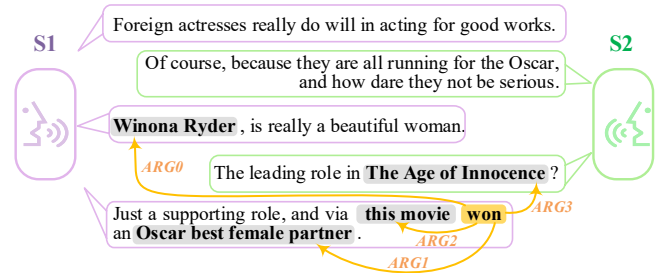 Foreign actresses really do will in acting for good works.
S1
S2
Of course, because they are all running for the Oscar,
and how dare they not be serious.
Winona Ryder , is really a beautiful woman.
ARG0
The leading role in The Age of Innocence ?
ARG3
Just a supporting role, and via this movie won
an Oscar best female partner .
ARG2
ARG1